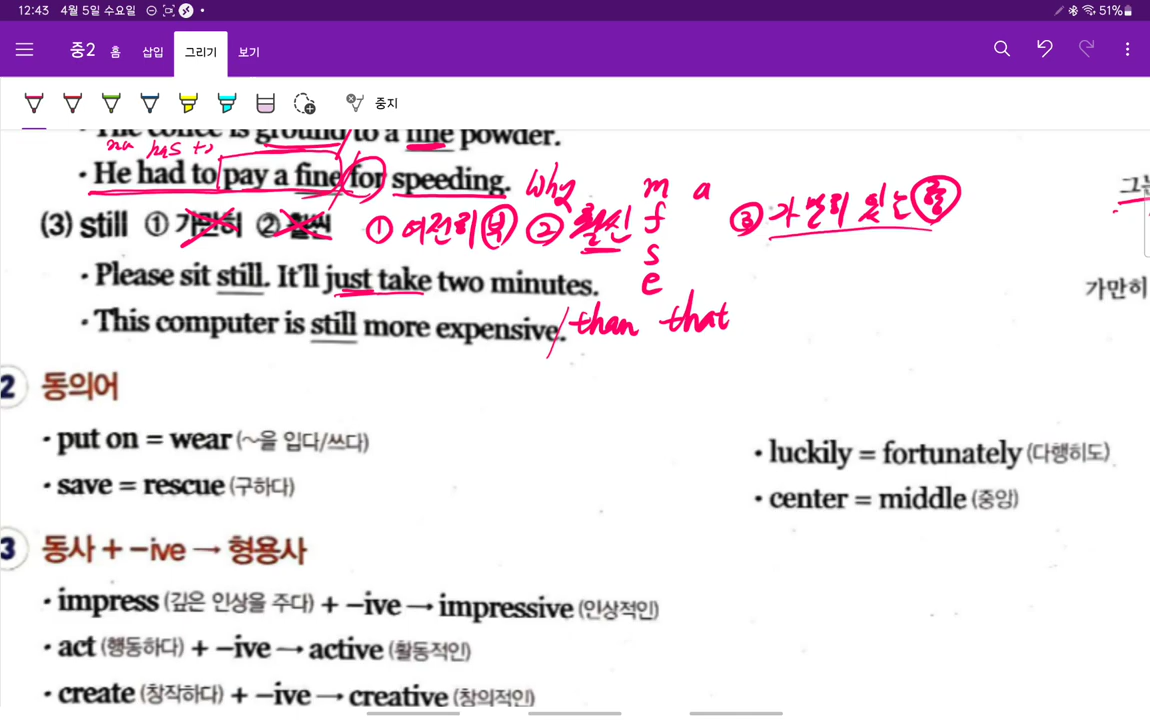 12:43 4월 5일 수요일 51%
중2 홈 삽입 그리기 보기
중지
The coffee is ground to a fine powder.
has to
· He had to pay a fine for speeding. Why m a
f
s
e
(3) still ① 가만히 ② 훨씬 ① 여전히 부 ② 훨씬 ③ 가만히 있는 형
· Please sit still. It'll just take two minutes.
가만히
· This computer is still more expensive. / than that
2 동의어
· put on = wear (~을 입다/쓰다)
· luckily = fortunately (다행히도)
· save = rescue (구하다)
· center = middle (중앙)
3 동사 + -ive → 형용사
· impress (깊은 인상을 주다) + -ive → impressive (인상적인)
· act (행동하다) + -ive → active (활동적인)
· create (창작하다) + -ive → creative (창의적인)